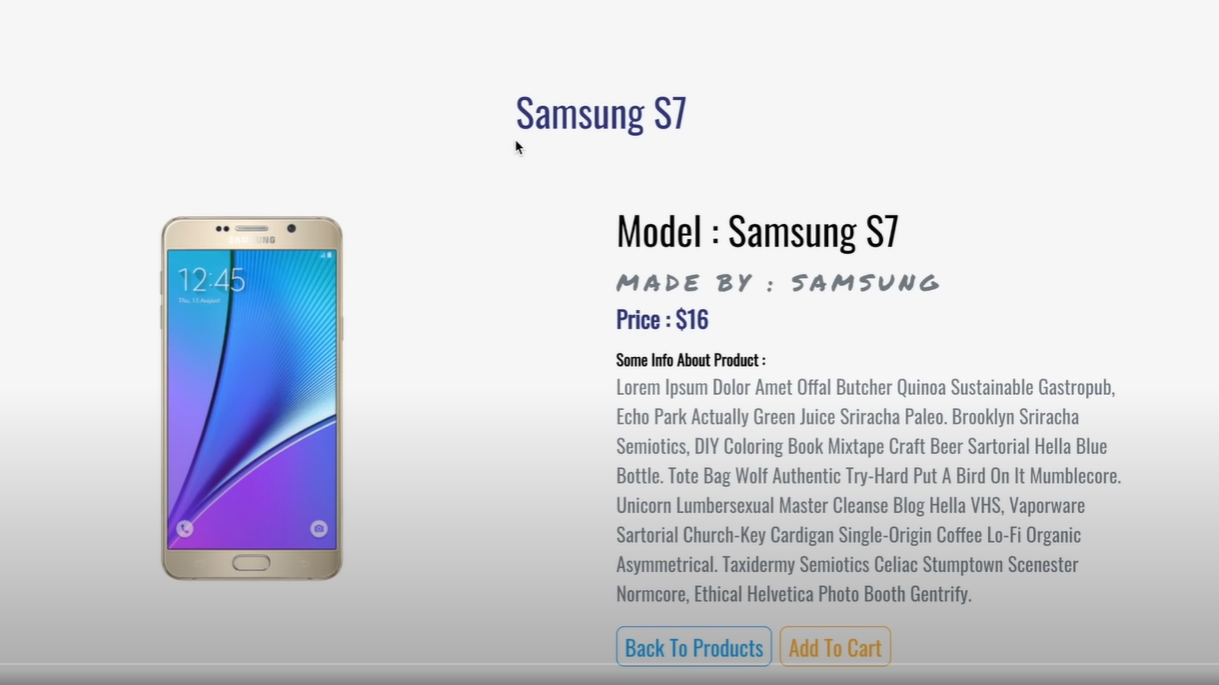 Samsung S7
SAMSUNG
12:45
Thu, 13 August
Model : Samsung S7
MADE BY : SAMSUNG
Price : $16
Some Info About Product :
Lorem Ipsum Dolor Amet Offal Butcher Quinoa Sustainable Gastropub,
Echo Park Actually Green Juice Sriracha Paleo. Brooklyn Sriracha
Semiotics, DIY Coloring Book Mixtape Craft Beer Sartorial Hella Blue
Bottle. Tote Bag Wolf Authentic Try-Hard Put A Bird On It Mumblecore.
Unicorn Lumbersexual Master Cleanse Blog Hella VHS, Vaporware
Sartorial Church-Key Cardigan Single-Origin Coffee Lo-Fi Organic
Asymmetrical. Taxidermy Semiotics Celiac Stumptown Scenester
Normcore, Ethical Helvetica Photo Booth Gentrify.
Back To Products
Add To Cart